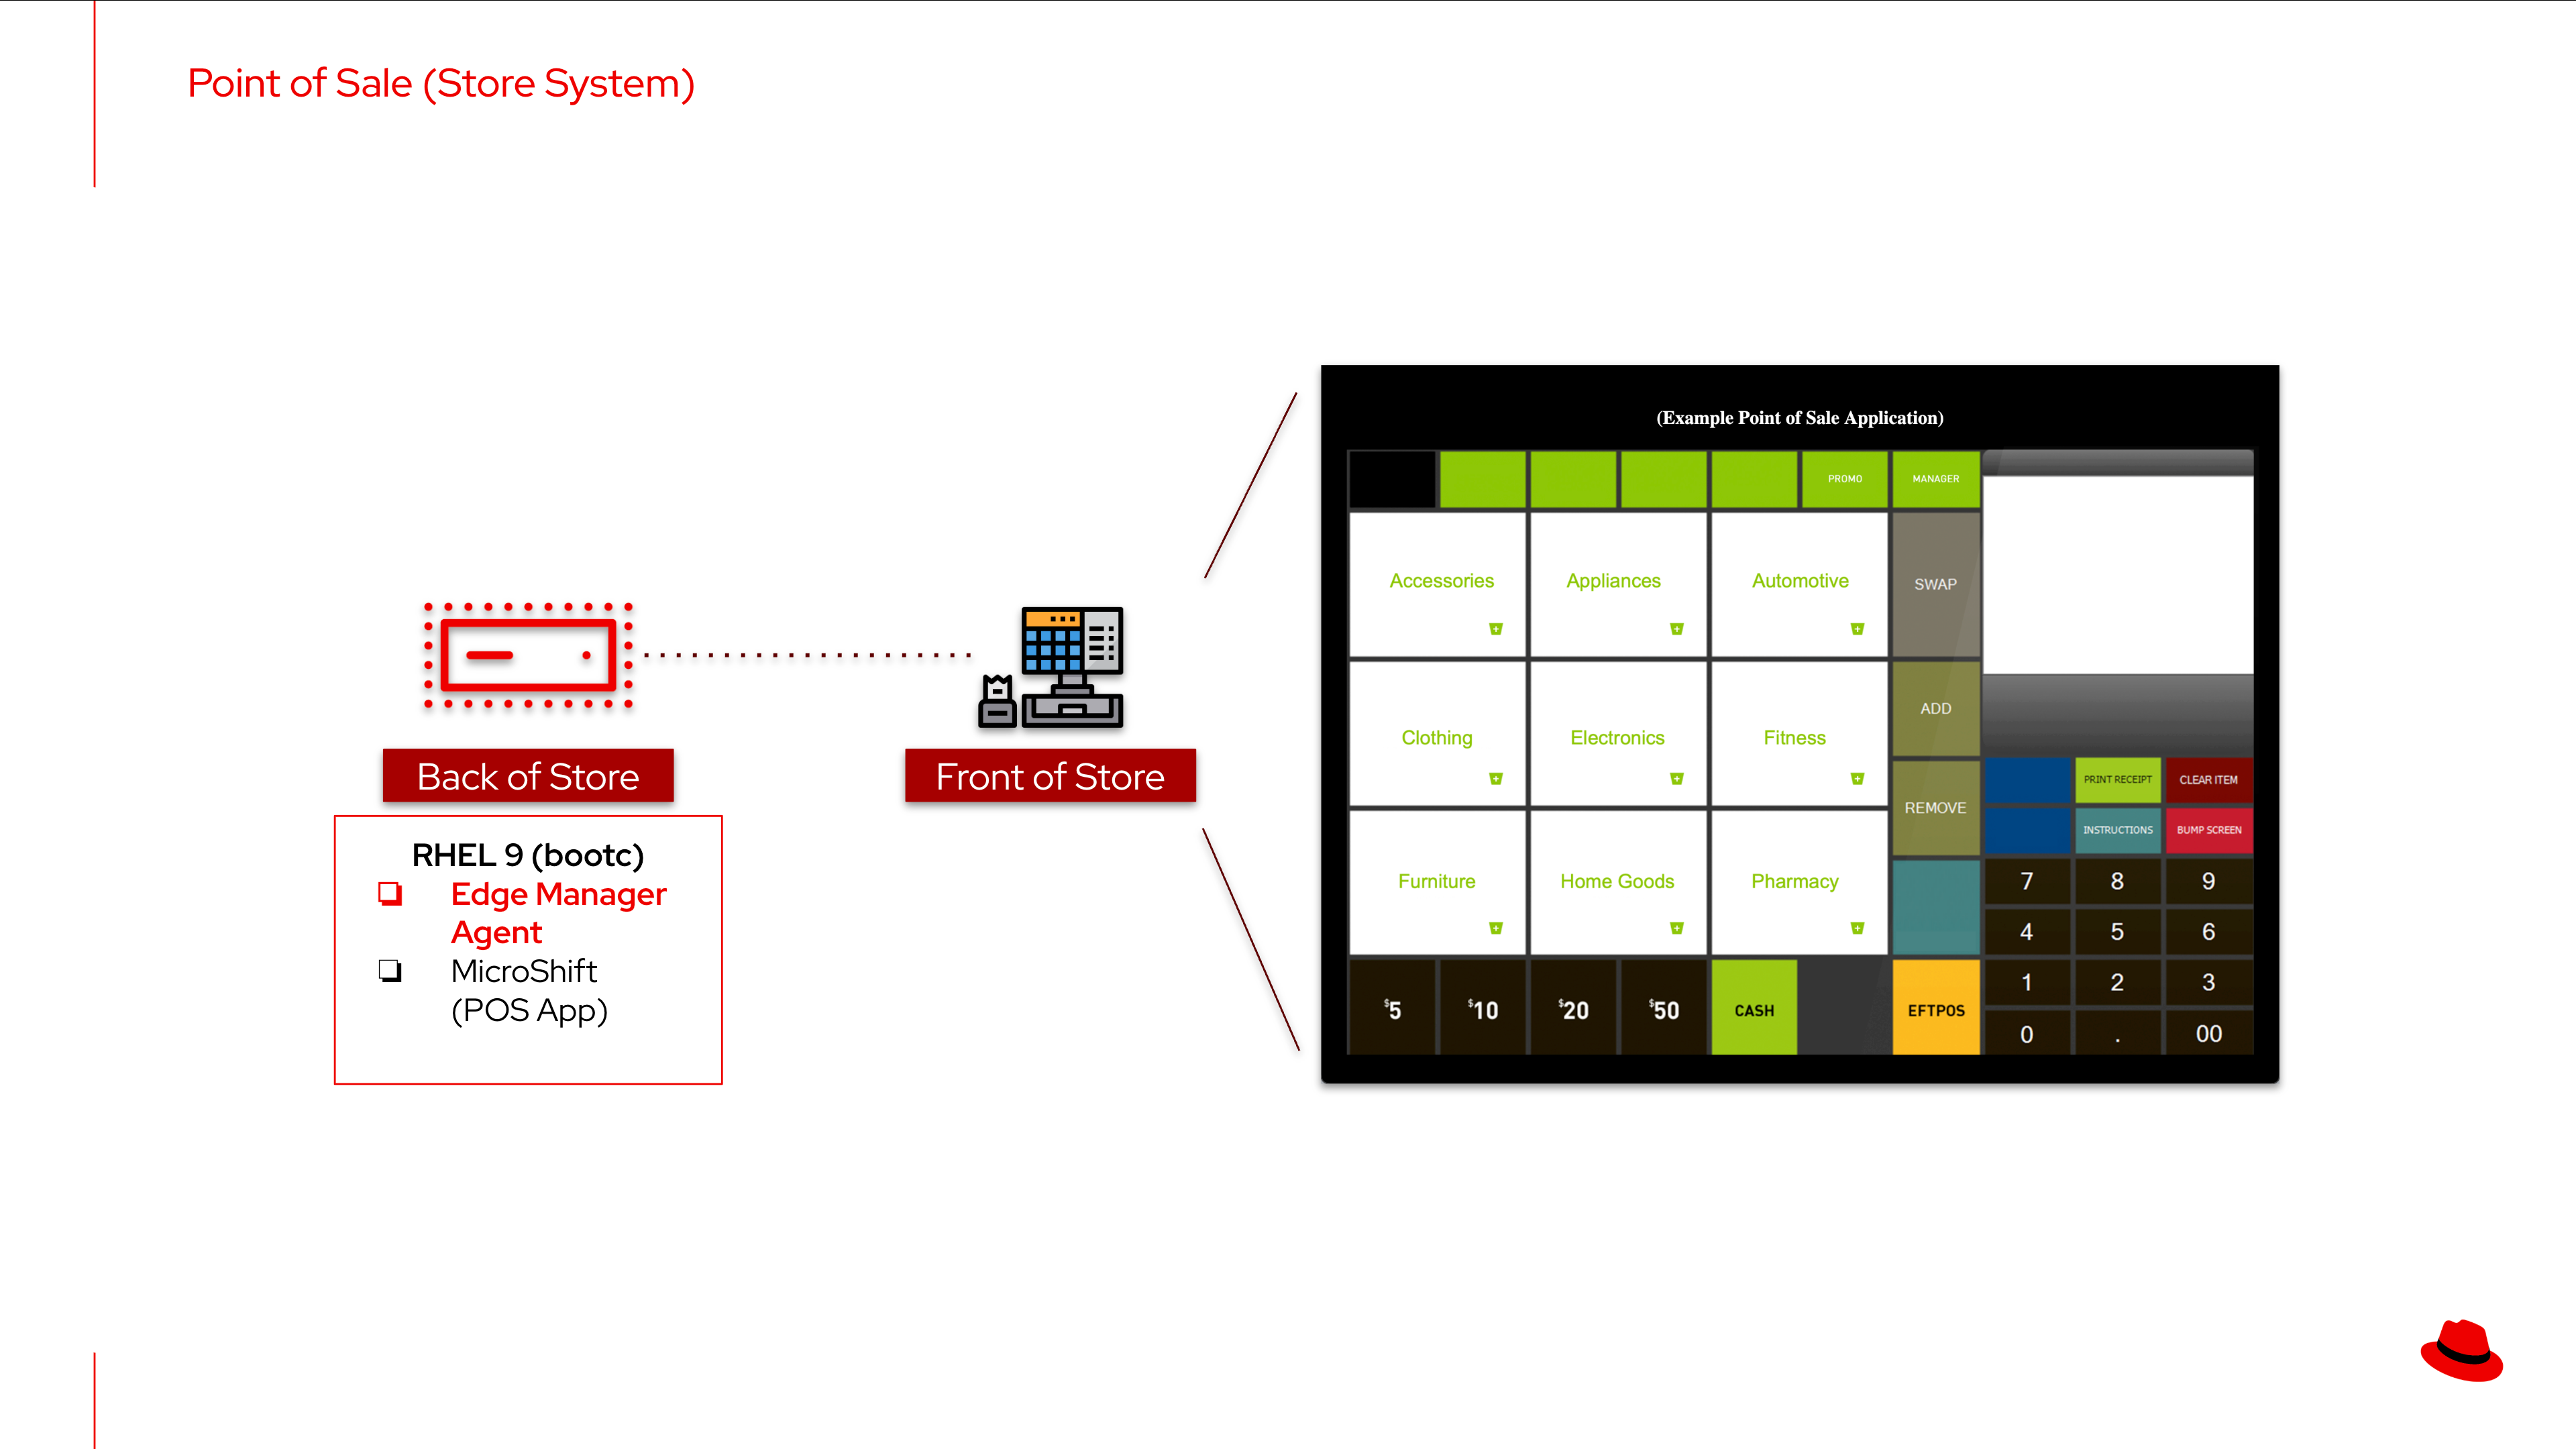 Point of Sale (Store System)
Back of Store
RHEL 9 (bootc)
❏ Edge Manager
Agent
❏ MicroShift
(POS App)
Front of Store
(Example Point of Sale Application)
PROMO
MANAGER
Accessories
Appliances
Automotive
SWAP
Clothing
Electronics
Fitness
ADD
REMOVE
Furniture
Home Goods
Pharmacy
$5
$10
$20
$50
CASH
EFTPOS
PRINT RECEIPT
CLEAR ITEM
INSTRUCTIONS
BUMP SCREEN
7 8 9
4 5 6
1 2 3
0 . 00